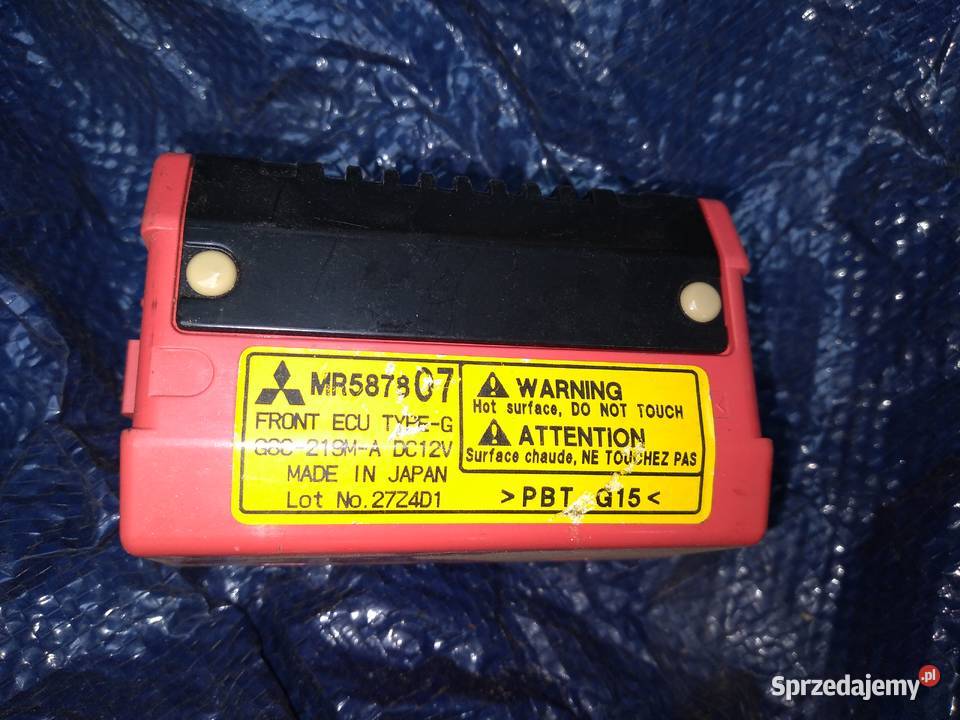 MR587807
FRONT ECU TYPE-G
G8C-219M-A DC12V
MADE IN JAPAN
Lot No.27Z4D1
WARNING
Hot surface, DO NOT TOUCH
ATTENTION
Surface chaude, NE TOUCHEZ PAS
>PBT G15<
Sprzedajemy.pl